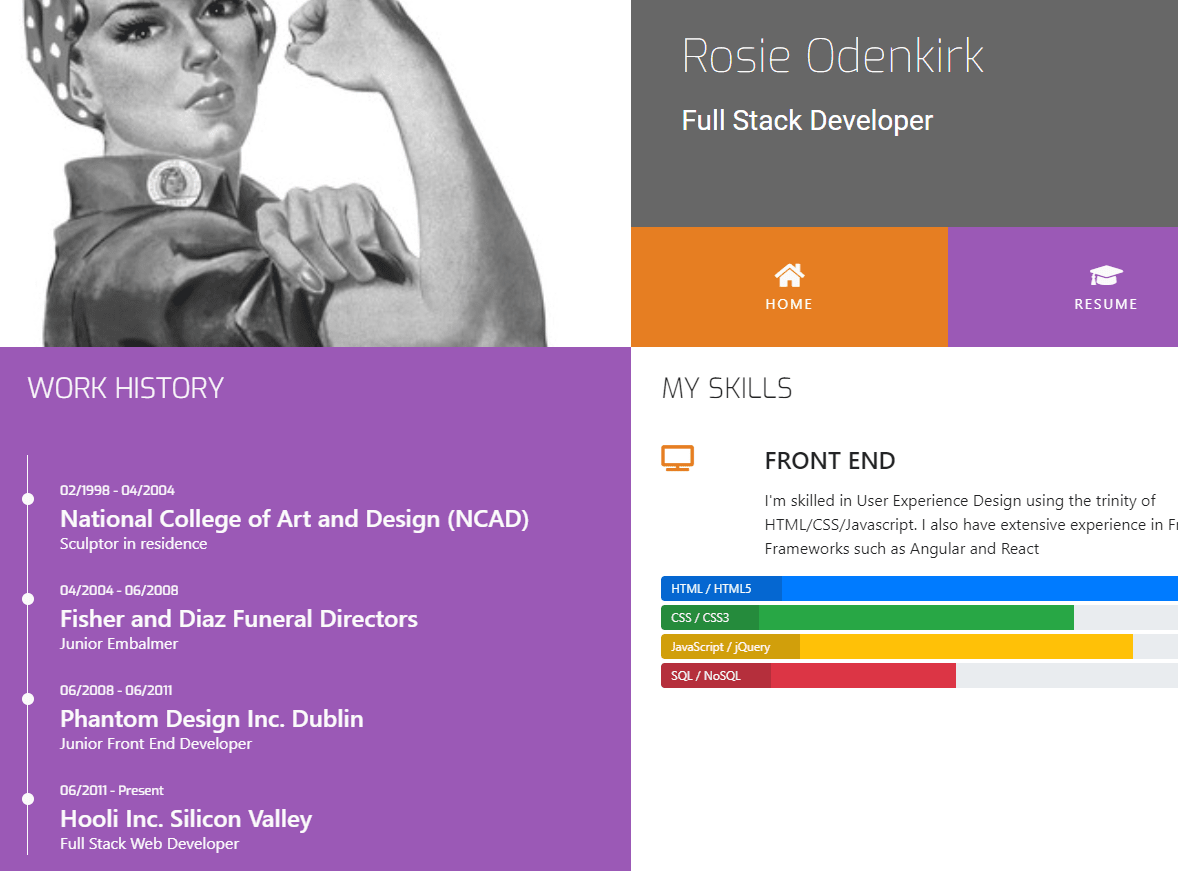 Rosie Odenkirk
Full Stack Developer
HOME
RESUME
WORK HISTORY
02/1998 - 04/2004
National College of Art and Design (NCAD)
Sculptor in residence
04/2004 - 06/2008
Fisher and Diaz Funeral Directors
Junior Embalmer
06/2008 - 06/2011
Phantom Design Inc. Dublin
Junior Front End Developer
06/2011 - Present
Hooli Inc. Silicon Valley
Full Stack Web Developer
MY SKILLS
FRONT END
I'm skilled in User Experience Design using the trinity of
HTML/CSS/Javascript. I also have extensive experience in
Frameworks such as Angular and React
HTML / HTML5
CSS / CSS3
JavaScript / jQuery
SQL / NoSQL